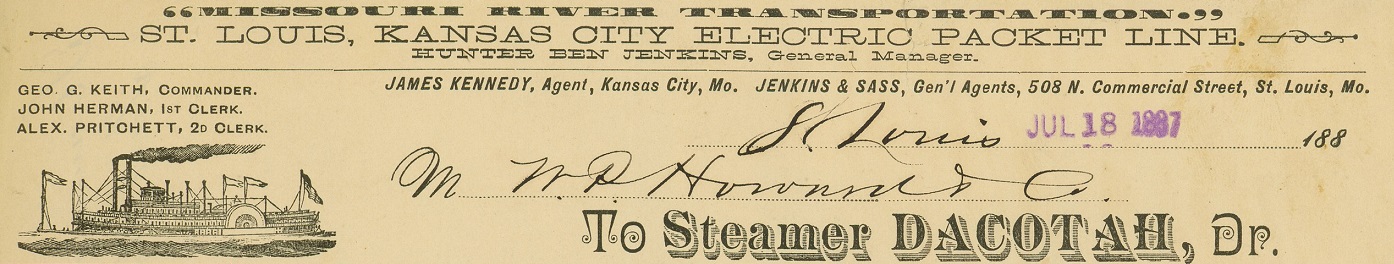 “MISSOURI RIVER TRANSPORTATION.”
ST. LOUIS, KANSAS CITY ELECTRIC PACKET LINE.
HUNTER BEN JENKINS, General Manager.
JAMES KENNEDY, Agent, Kansas City, Mo. JENKINS & SASS, Gen'l Agents, 508 N. Commercial Street, St. Louis, Mo.
GEO. G. KEITH, COMMANDER.
JOHN HERMAN, 1ST CLERK.
ALEX. PRITCHETT, 2D CLERK.
St. Louis JUL 18 1887 188
M W. P. Howard & Co.
To Steamer DACOTAH, Dr.